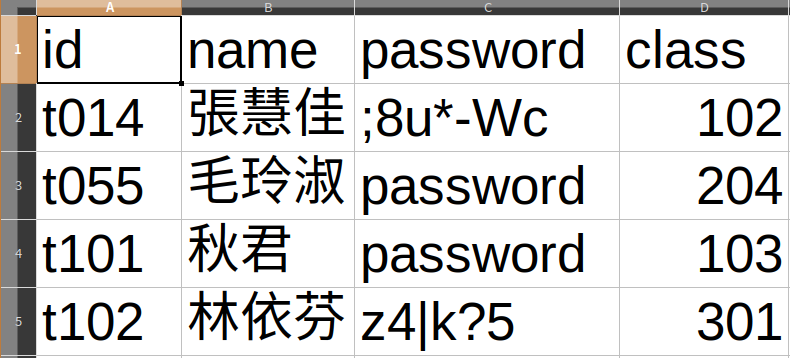 A B C D
1 id name password class
2 t014 張慧佳 ;8u*-Wc 102
3 t055 毛玲淑 password 204
4 t101 秋君 password 103
5 t102 林依芬 z4|k?5 301